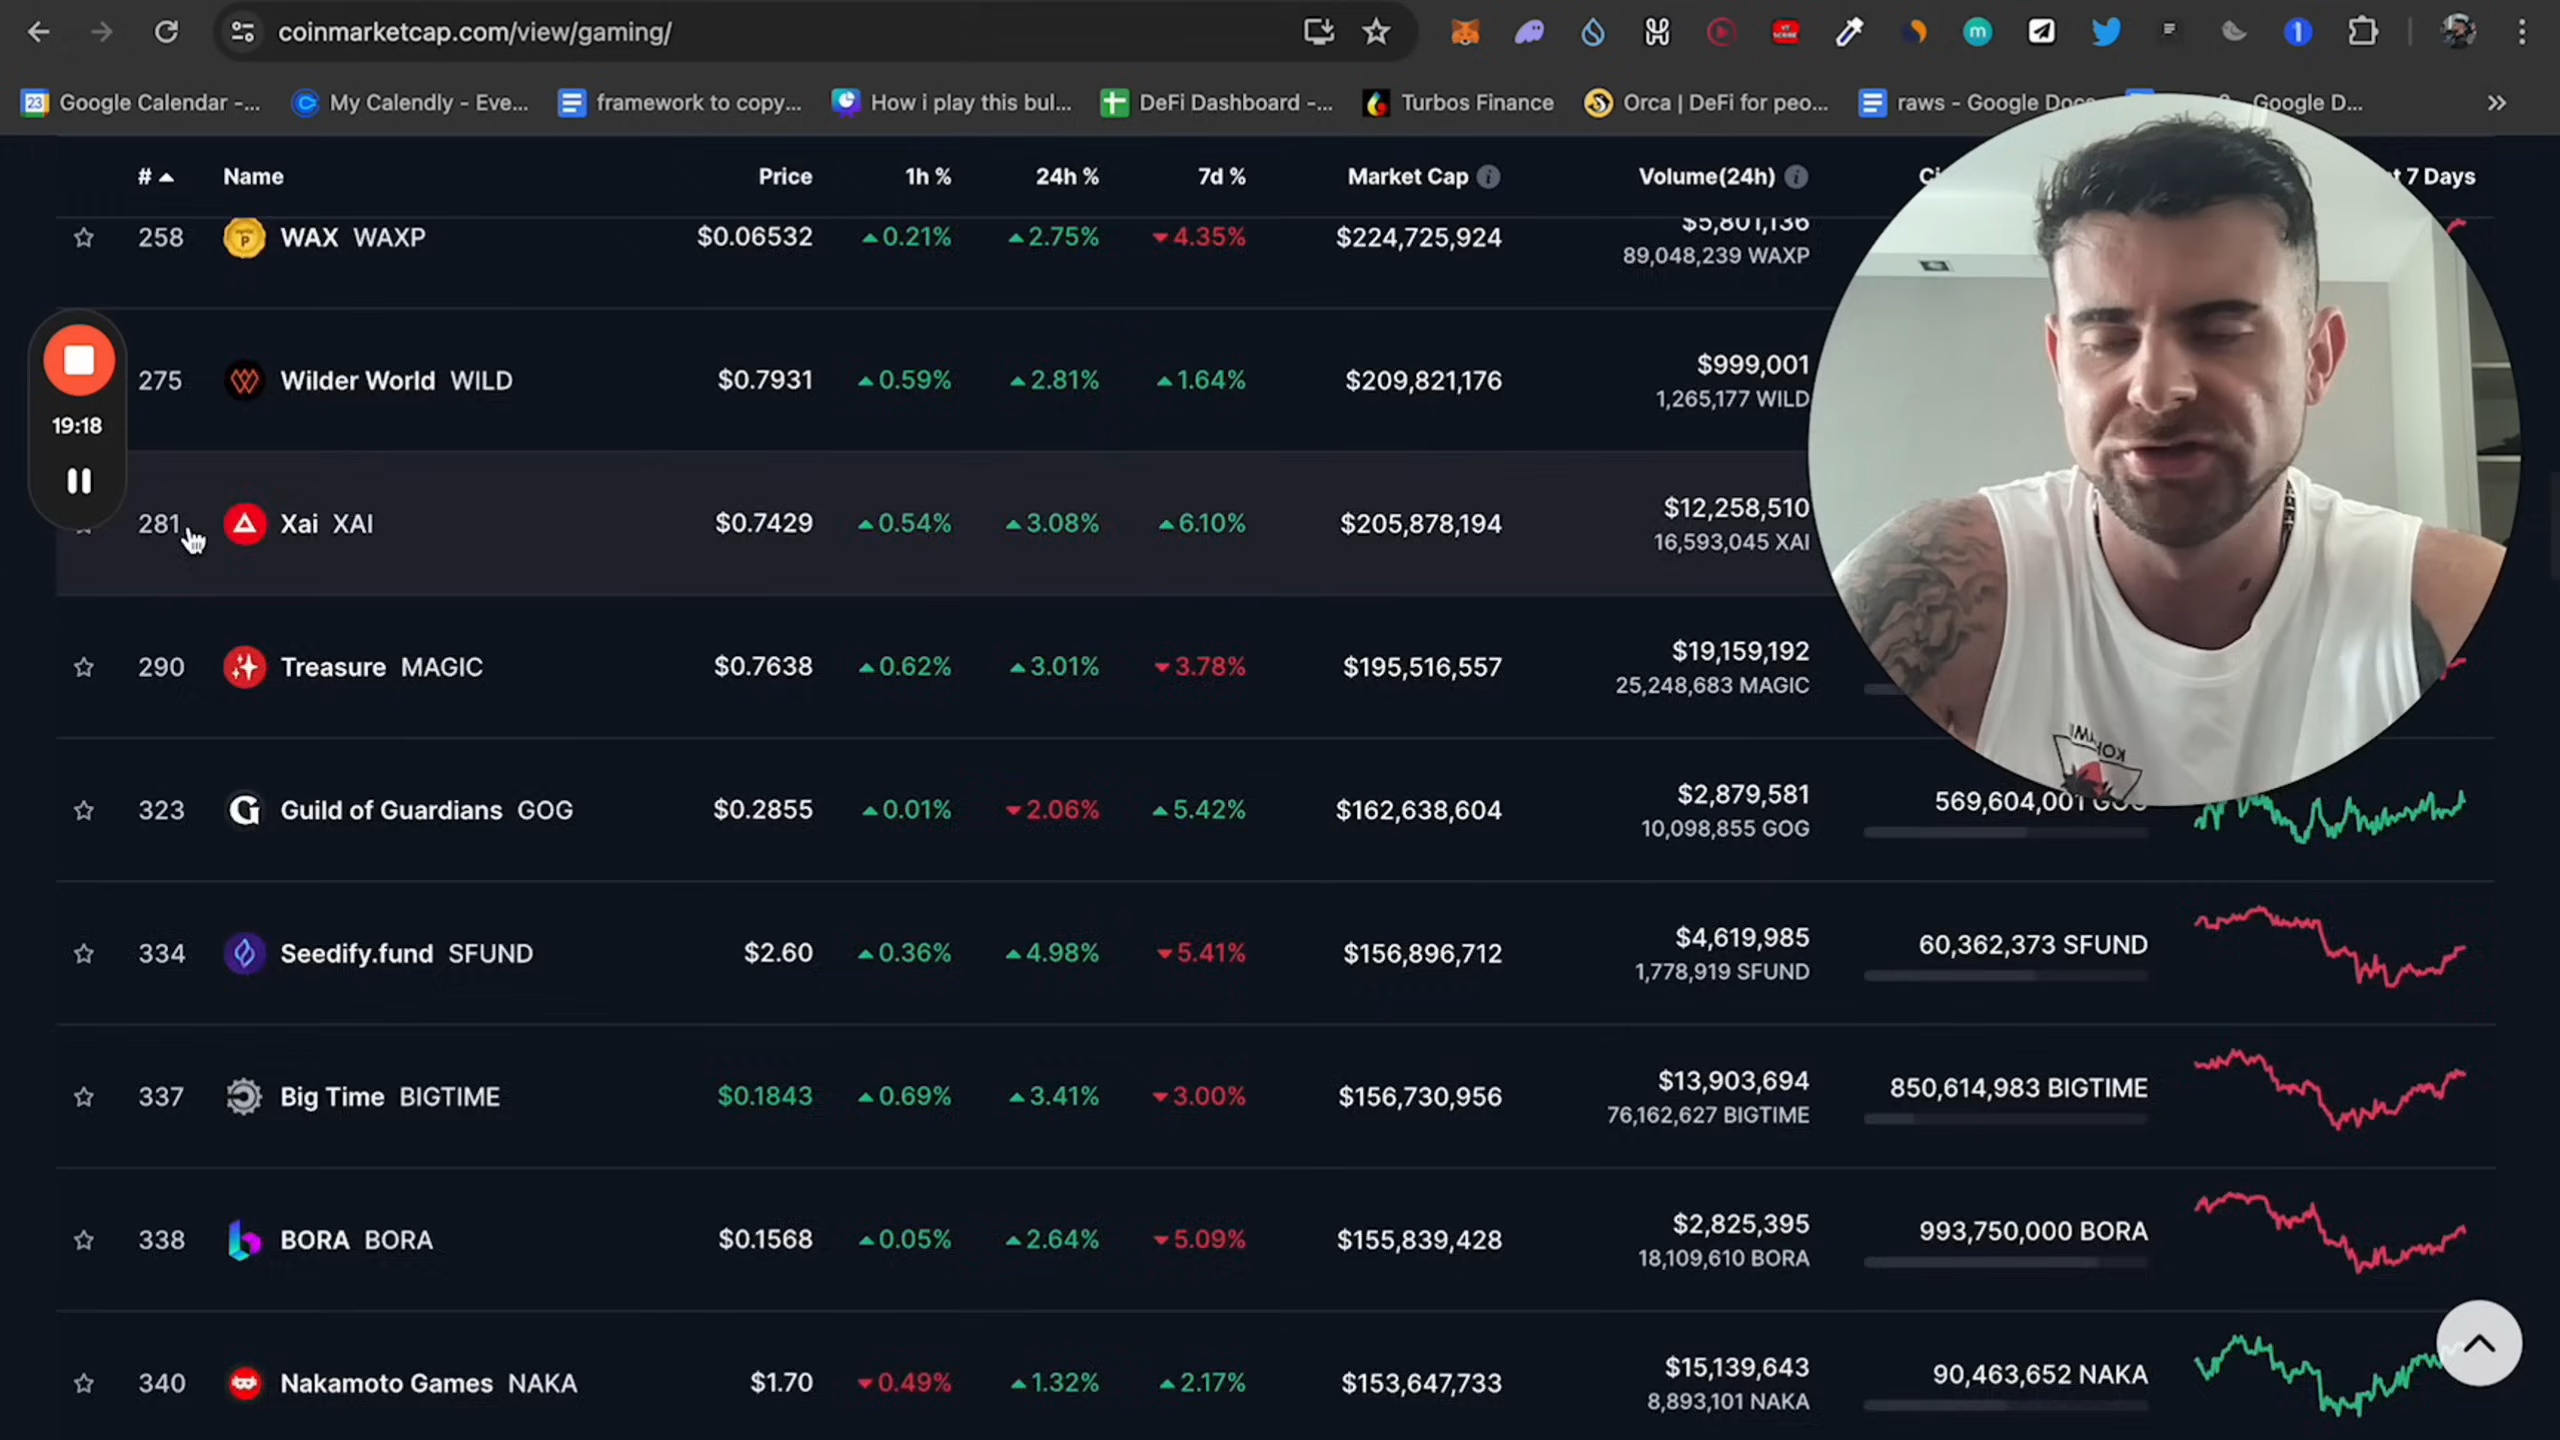 coinmarketcap.com/view/gaming/
23 Google Calendar -... My Calendly - Eve... framework to copy... How i play this bul... DeFi Dashboard -... Turbos Finance Orca | DeFi for peo... raws - Google Docs Google D...
# Name Price 1h % 24h % 7d % Market Cap Volume(24h) 7 Days
258 WAX WAXP $0.06532 0.21% 2.75% 4.35% $224,725,924 $5,801,136
89,048,239 WAXP
275 Wilder World WILD $0.7931 0.59% 2.81% 1.64% $209,821,176 $999,001
1,265,177 WILD
19:18
281 Xai XAI $0.7429 0.54% 3.08% 6.10% $205,878,194 $12,258,510
16,593,045 XAI
290 Treasure MAGIC $0.7638 0.62% 3.01% 3.78% $195,516,557 $19,159,192
25,248,683 MAGIC
323 Guild of Guardians GOG $0.2855 0.01% 2.06% 5.42% $162,638,604 $2,879,581 569,604,001 GOG
10,098,855 GOG
334 Seedify.fund SFUND $2.60 0.36% 4.98% 5.41% $156,896,712 $4,619,985 60,362,373 SFUND
1,778,919 SFUND
337 Big Time BIGTIME $0.1843 0.69% 3.41% 3.00% $156,730,956 $13,903,694 850,614,983 BIGTIME
76,162,627 BIGTIME
338 BORA BORA $0.1568 0.05% 2.64% 5.09% $155,839,428 $2,825,395 993,750,000 BORA
18,109,610 BORA
340 Nakamoto Games NAKA $1.70 0.49% 1.32% 2.17% $153,647,733 $15,139,643 90,463,652 NAKA
8,893,101 NAKA